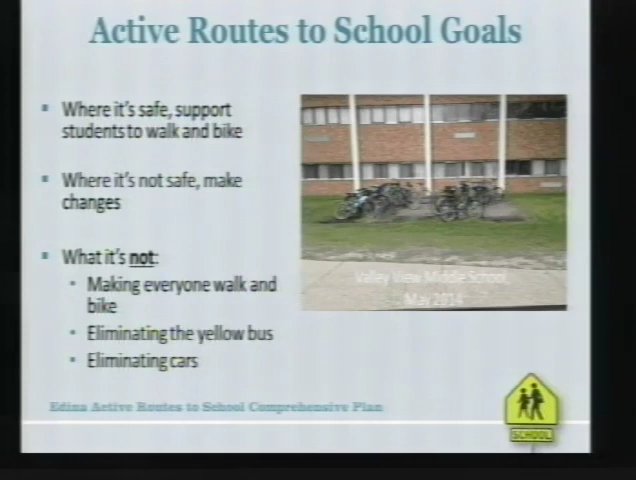 Active Routes to School Goals
Where it's safe, support
students to walk and bike
Where it's not safe, make
changes
What it's not:
Making everyone walk and
bike
Eliminating the yellow bus
Eliminating cars
Valley View Middle School
May 2014
Edina Active Routes to School Comprehensive Plan
SCHOOL